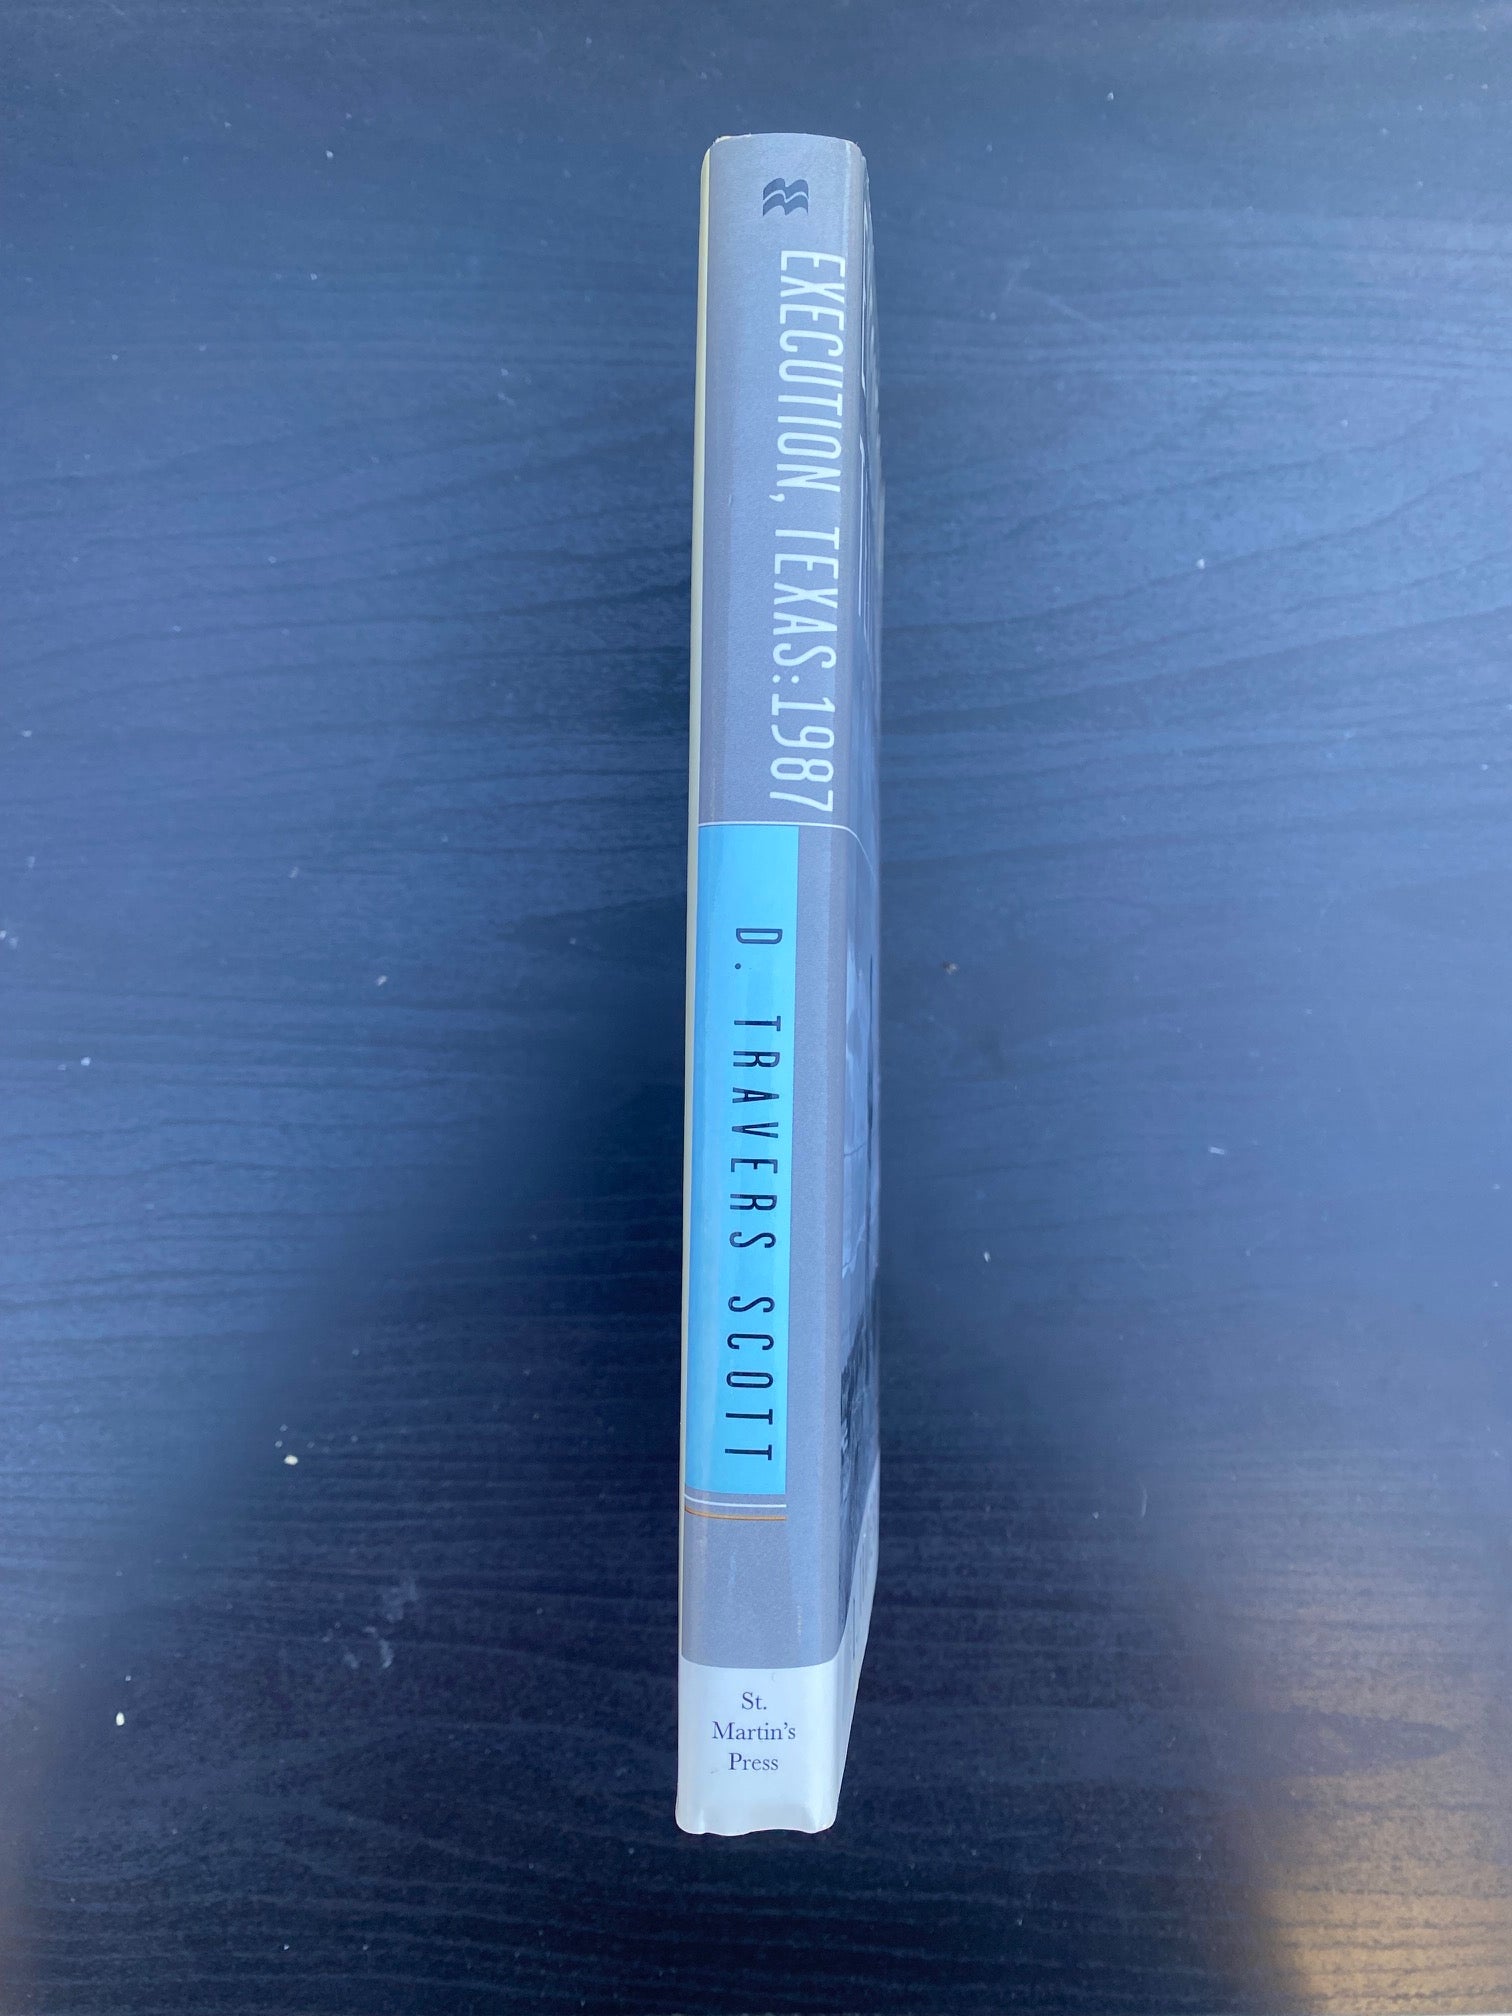 EXECUTION, TEXAS: 1987
D. TRAVERS SCOTT
St.
Martin's
Press